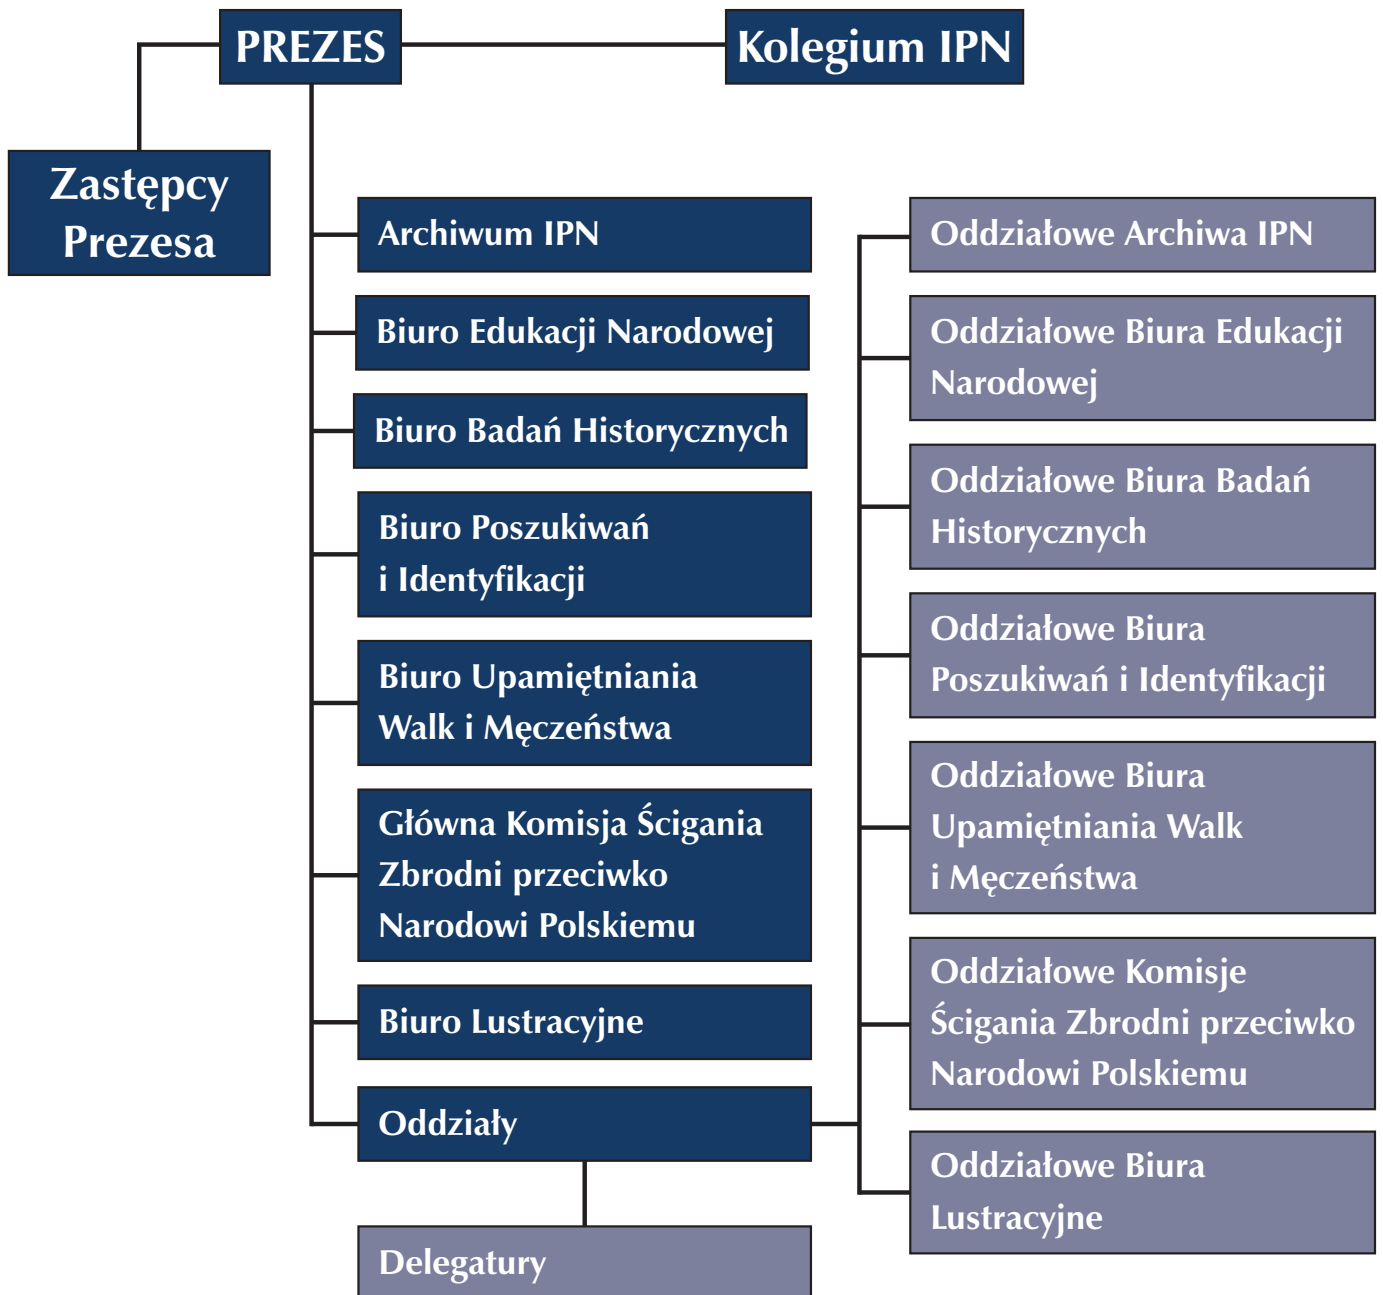 PREZES
Kolegium IPN
Zastępcy
Prezesa
Archiwum IPN
Biuro Edukacji Narodowej
Biuro Badań Historycznych
Biuro Poszukiwań
i Identyfikacji
Biuro Upamiętniania
Walk i Męczeństwa
Główna Komisja Ścigania
Zbrodni przeciwko
Narodowi Polskiemu
Biuro Lustracyjne
Oddziały
Delegatury
Oddziałowe Archiwa IPN
Oddziałowe Biura Edukacji
Narodowej
Oddziałowe Biura Badań
Historycznych
Oddziałowe Biura
Poszukiwań i Identyfikacji
Oddziałowe Biura
Upamiętniania Walk
i Męczeństwa
Oddziałowe Komisje
Ścigania Zbrodni przeciwko
Narodowi Polskiemu
Oddziałowe Biura
Lustracyjne